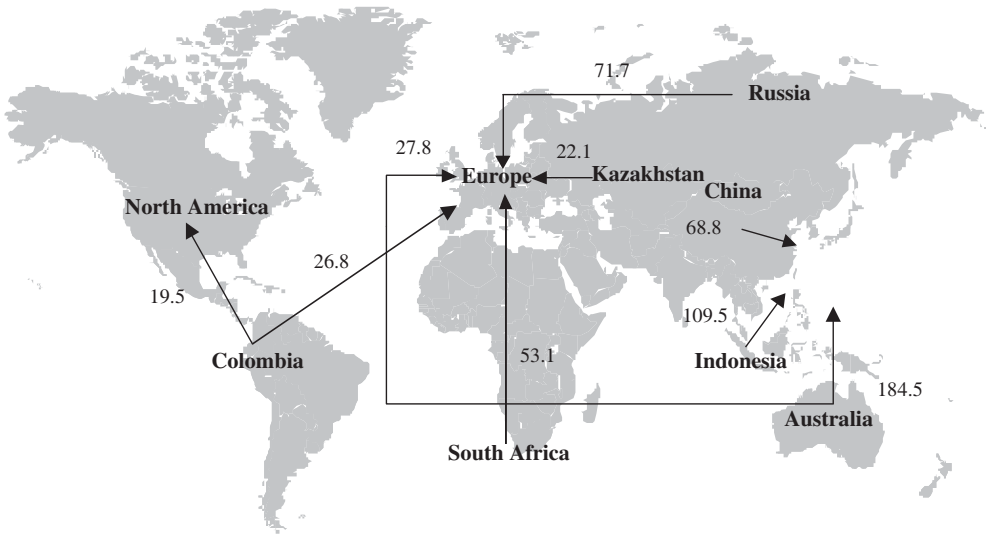 71.7
Russia
27.8
22.1
Europe
Kazakhstan
China
North America
68.8
26.8
19.5
109.5
53.1
Colombia
Indonesia
184.5
Australia
South Africa